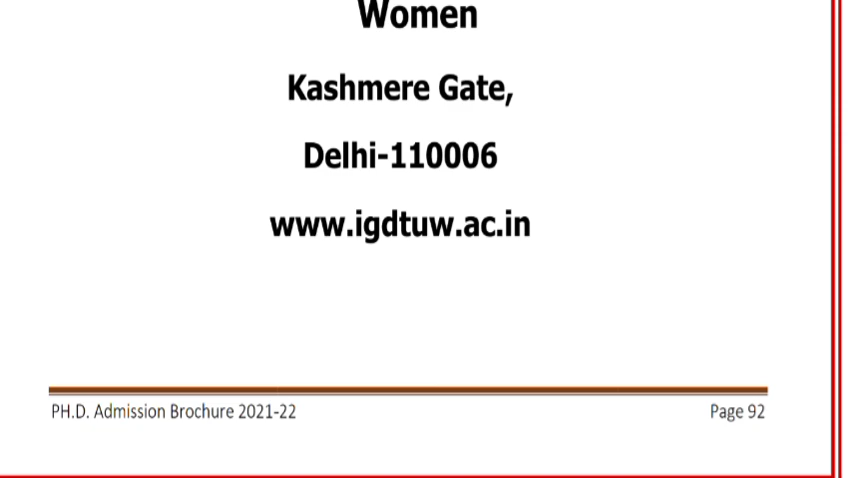 Women
Kashmere Gate,
Delhi-110006
www.igdtuw.ac.in
PH.D. Admission Brochure 2021-22 Page 92